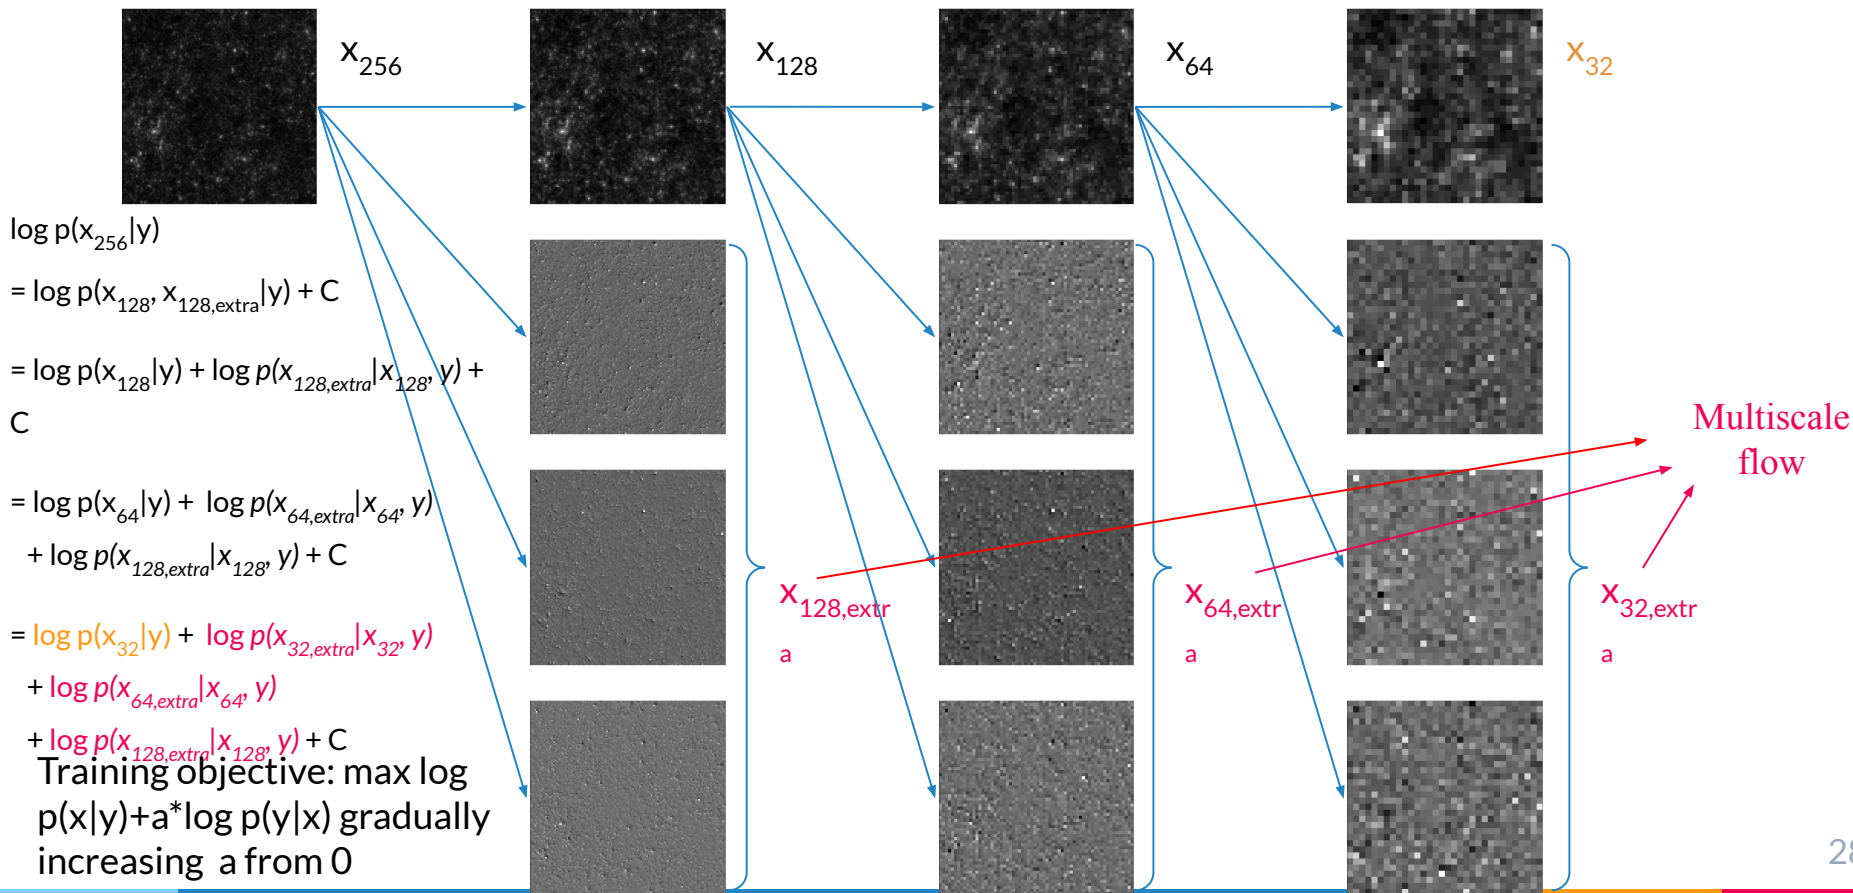 x256
x128
x64
x32
log p(x256|y)
= log p(x128, x128,extra|y) + C
= log p(x128|y) + log p(x128,extra|x128, y) +
C
= log p(x64|y) + log p(x64,extra|x64, y)
+ log p(x128,extra|x128, y) + C
= log p(x32|y) + log p(x32,extra|x32, y)
+ log p(x64,extra|x64, y)
+ log p(x128,extra|x128, y) + C
Training objective: max log
p(x|y)+a*log p(y|x) gradually
increasing a from 0
x128,extr
a
x64,extr
a
x32,extr
a
Multiscale
flow
28